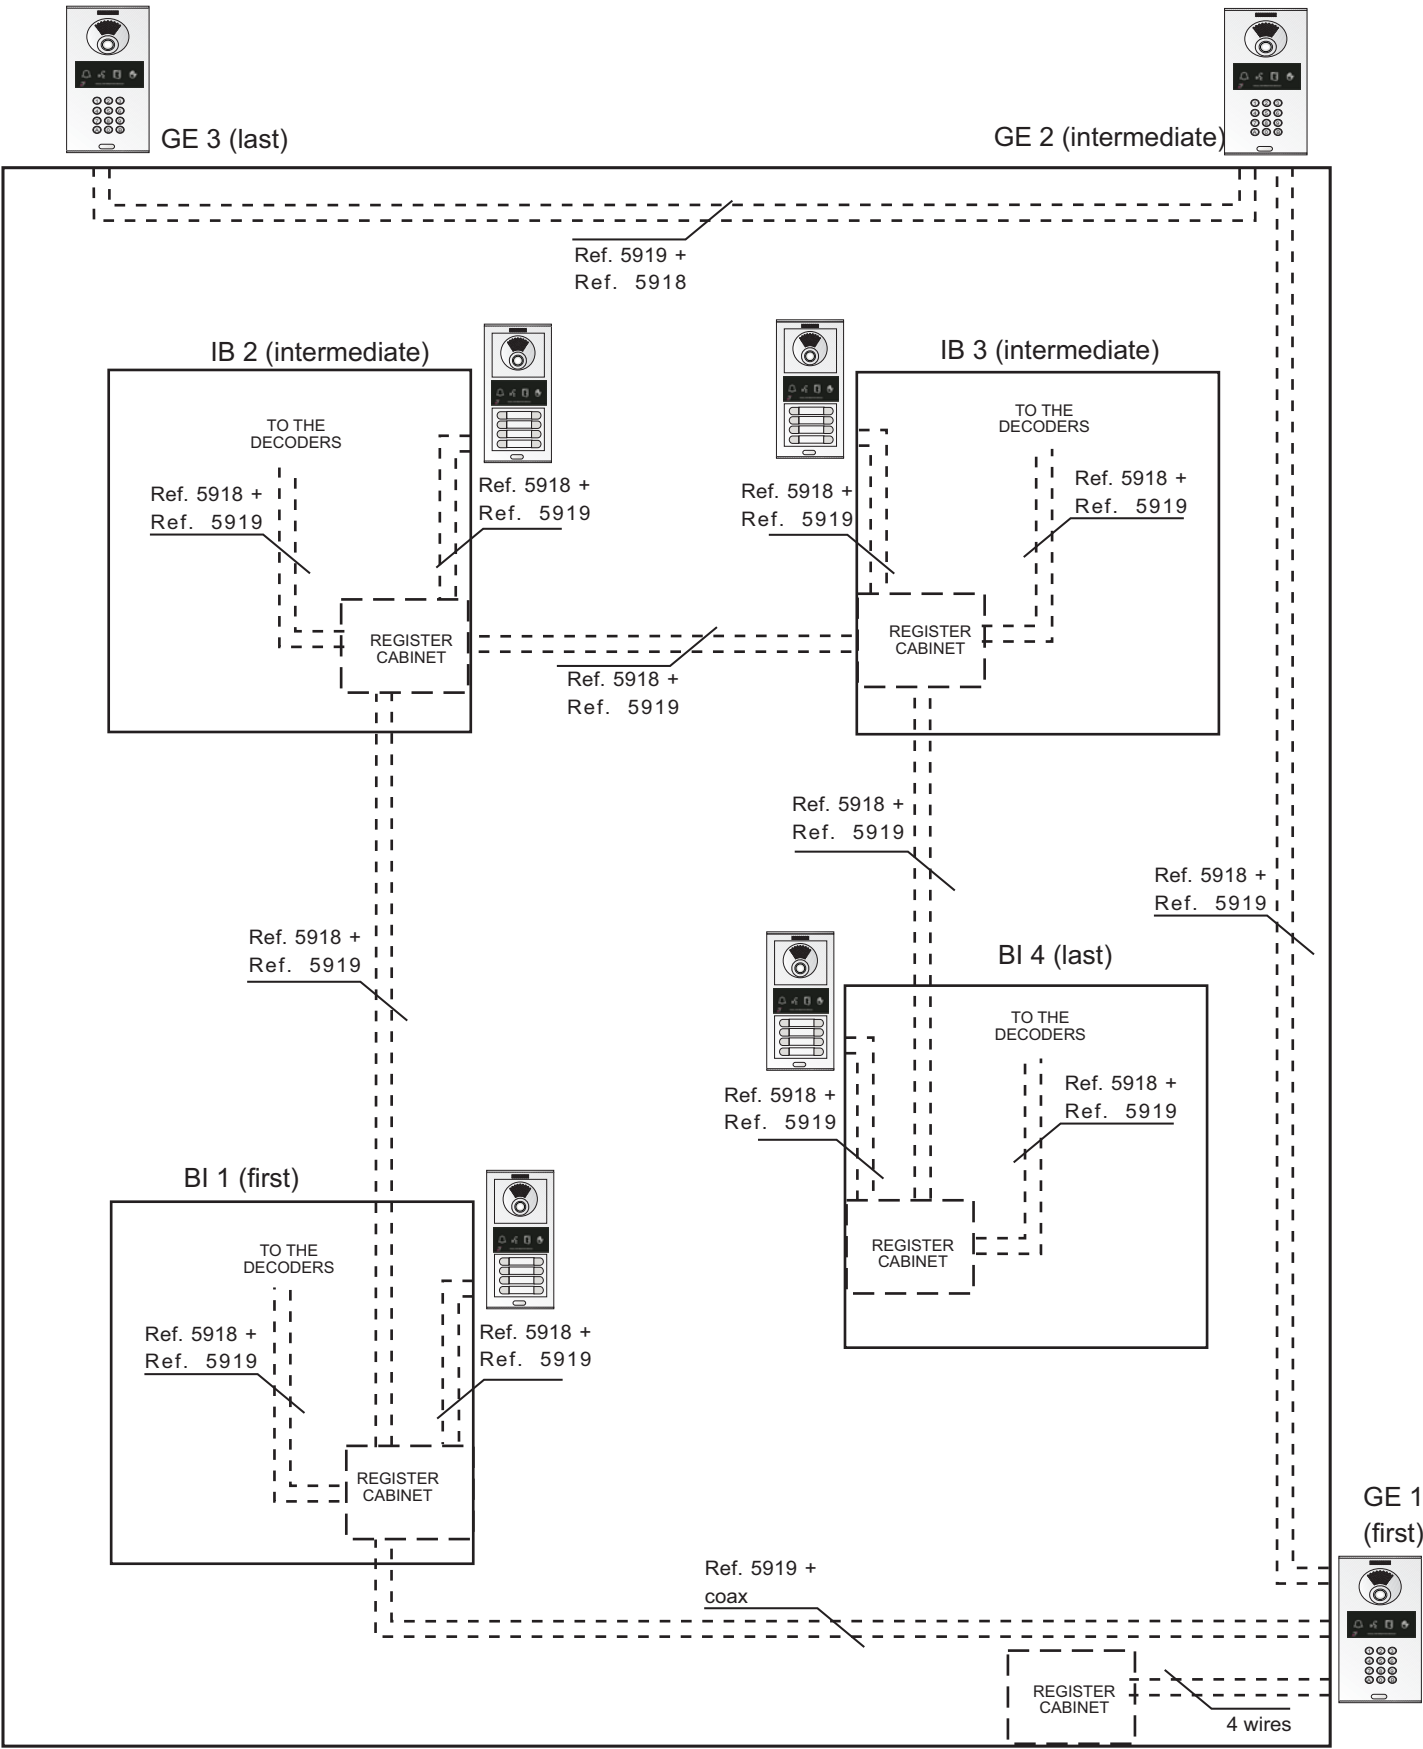 GE 3 (last)
GE 2 (intermediate)
Ref. 5919 +
Ref. 5918
IB 2 (intermediate)
IB 3 (intermediate)
TO THE
DECODERS
Ref. 5918 +
Ref. 5919
Ref. 5918 +
Ref. 5919
REGISTER
CABINET
Ref. 5918 +
Ref. 5919
TO THE
DECODERS
Ref. 5918 +
Ref. 5919
REGISTER
CABINET
Ref. 5918 +
Ref. 5919
Ref. 5918 +
Ref. 5919
Ref. 5918 +
Ref. 5919
Ref. 5918 +
Ref. 5919
BI 4 (last)
TO THE
DECODERS
Ref. 5918 +
Ref. 5919
Ref. 5918 +
Ref. 5919
REGISTER
CABINET
BI 1 (first)
TO THE
DECODERS
Ref. 5918 +
Ref. 5919
Ref. 5918 +
Ref. 5919
REGISTER
CABINET
GE 1
(first)
Ref. 5919 +
coax
REGISTER
CABINET
4 wires